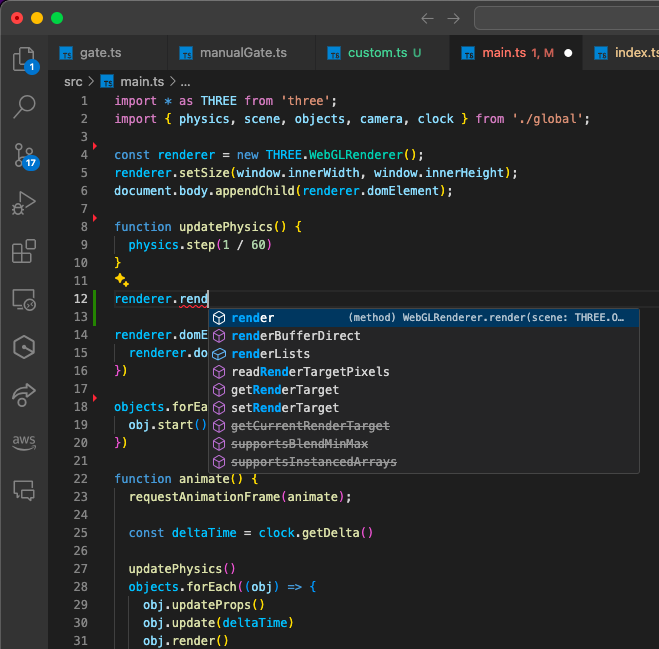 gate.ts manualGate.ts custom.ts U main.ts 1, M index.ts
src > main.ts > ...
1 import * as THREE from 'three';
2 import { physics, scene, objects, camera, clock } from './global';
3
4 const renderer = new THREE.WebGLRenderer();
5 renderer.setSize(window.innerWidth, window.innerHeight);
6 document.body.appendChild(renderer.domElement);
7
8 function updatePhysics() {
9 physics.step(1 / 60)
10 }
11
12 renderer.rend
13
render (method) WebGLRenderer.render(scene: THREE.O…
renderBufferDirect
renderLists
readRenderTargetPixels
getRenderTarget
setRenderTarget
getCurrentRenderTarget
supportsBlendMinMax
supportsInstancedArrays
14 renderer.domE
15 renderer.do
16 })
17
18 objects.forEa
19 obj.start()
20 })
21
22 function animate() {
23 requestAnimationFrame(animate);
24
25 const deltaTime = clock.getDelta()
26
27 updatePhysics()
28 objects.forEach((obj) => {
29 obj.updateProps()
30 obj.update(deltaTime)
31 obj.render()
1
17
aws